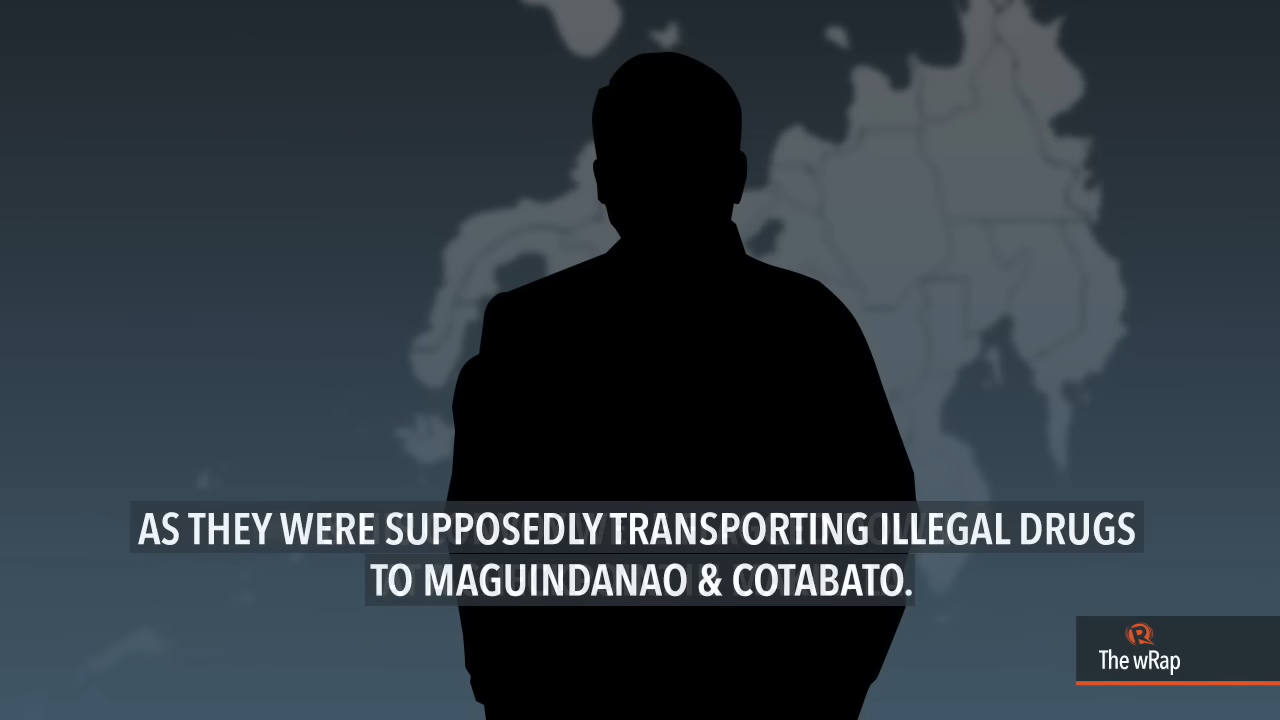 AS THEY WERE SUPPOSEDLY TRANSPORTING ILLEGAL DRUGS
TO MAGUINDANAO & COTABATO.
The wRap